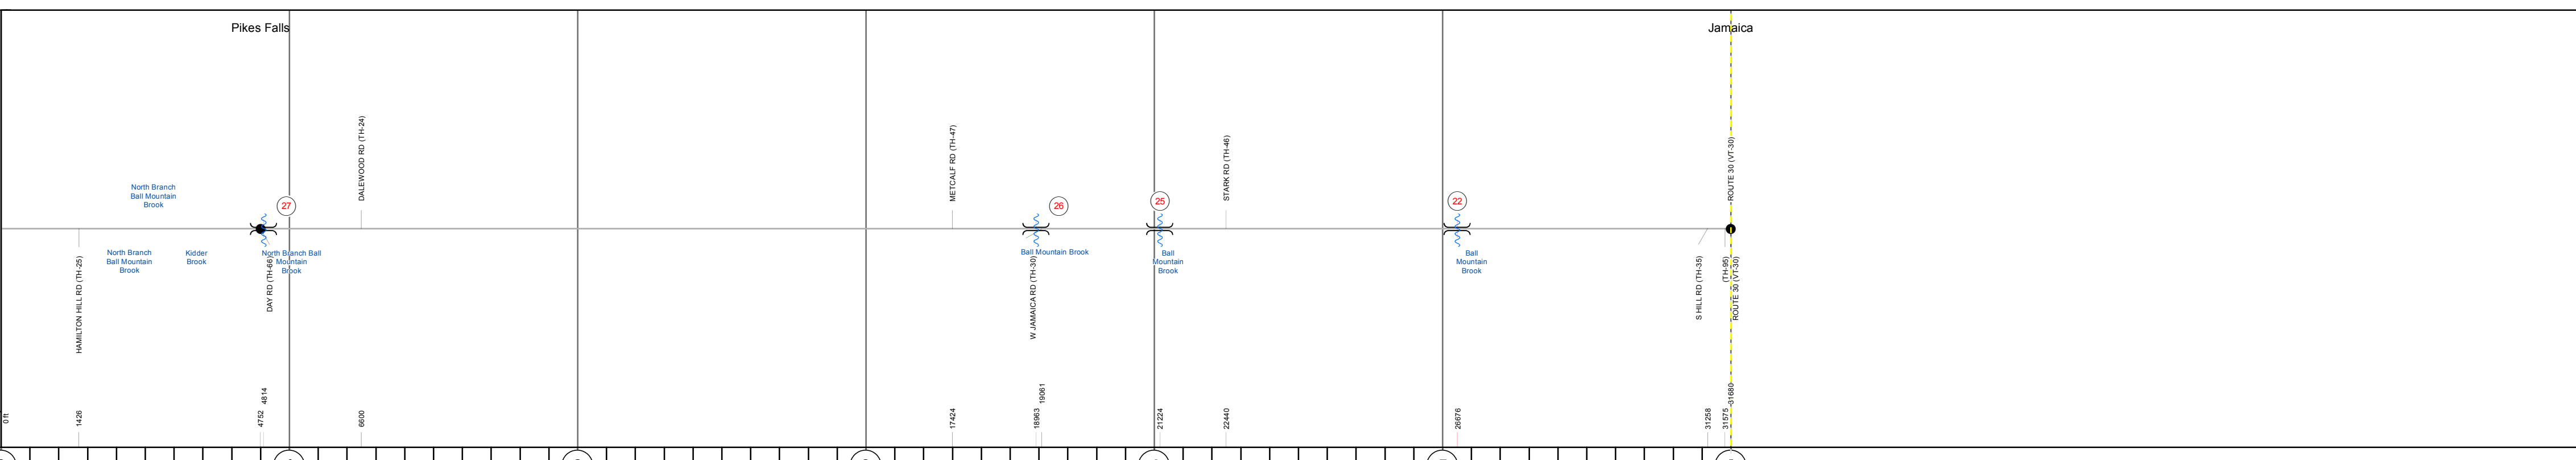 Pikes Falls
Jamaica
DALEWOOD RD (TH-24)
METCALF RD (TH-47)
STARK RD (TH-46)
ROUTE 30 (VT-30)
North Branch
Ball Mountain
Brook
27
26
25
22
North Branch
Ball Mountain
Brook
Kidder
Brook
North Branch Ball
Mountain
Brook
Ball Mountain Brook
Ball
Mountain
Brook
Ball
Mountain
Brook
HAMILTON HILL RD (TH-25)
DAY RD (TH-66)
W JAMAICA RD (TH-30)
S HILL RD (TH-35)
(TH-95)
ROUTE 30 (VT-30)
0 ft
1426
4752
4814
6600
17424
18963
19061
21224
22440
26676
31258
31575
31680